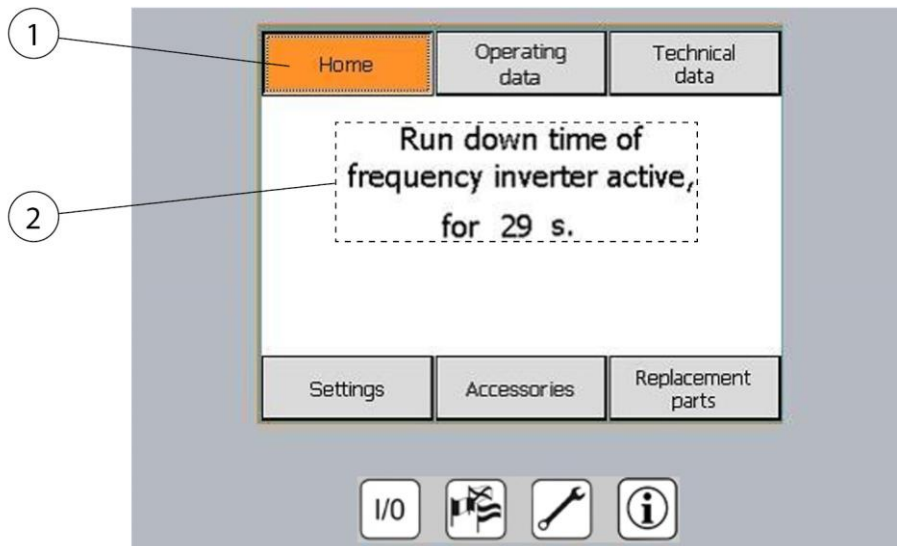 1
Home
Operating
data
Technical
data
Run down time of
frequency inverter active,
for 29 s.
2
Settings
Accessories
Replacement
parts
I/0
i